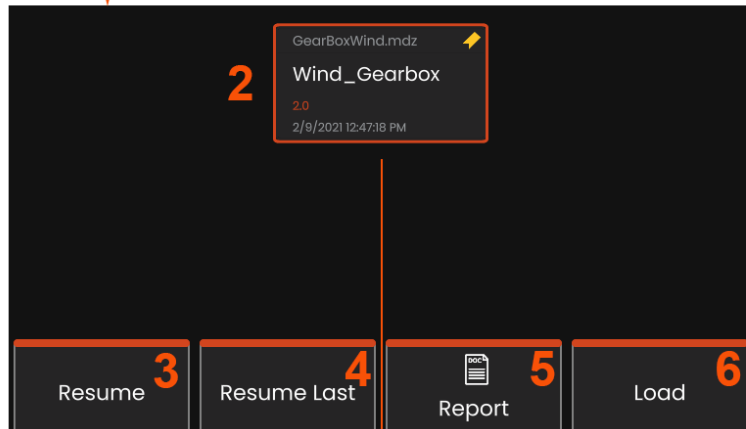 GearBoxWind.mdz
2 Wind_Gearbox
2.0
2/9/2021 12:47:18 PM
3 4 5 6
DOC
Resume Resume Last Report Load